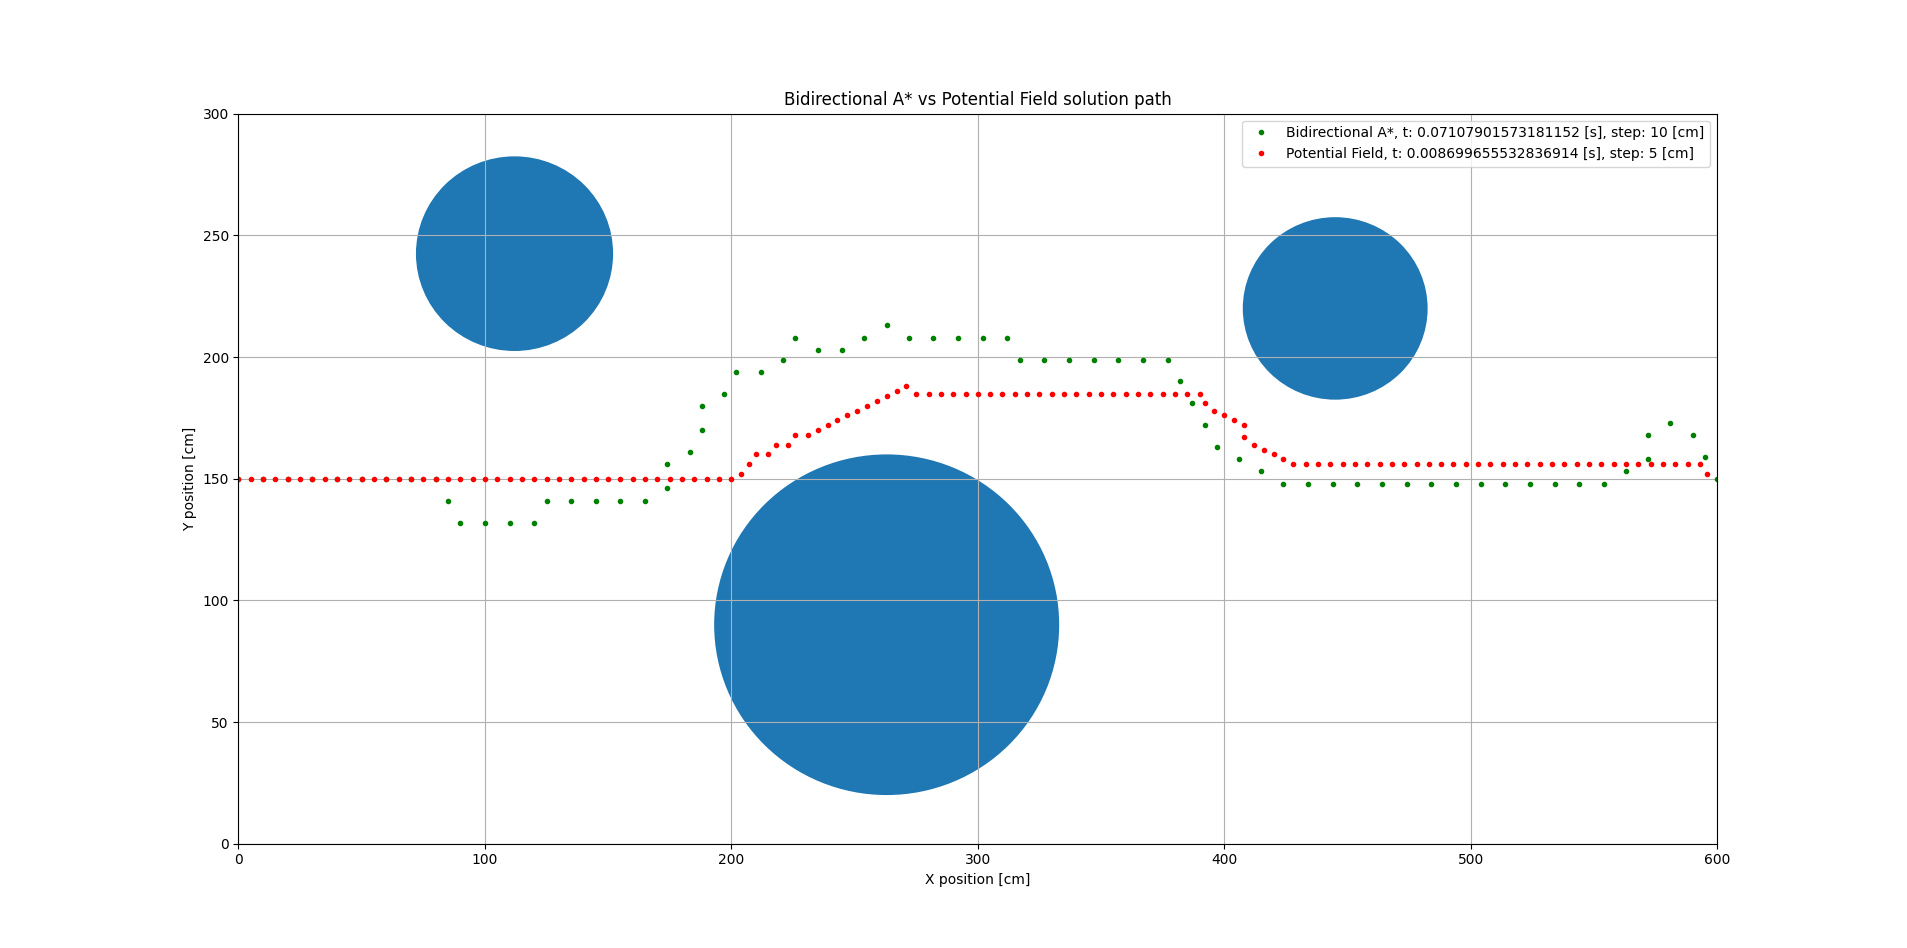 Bidirectional A* vs Potential Field solution path
Bidirectional A*, t: 0.07107901573181152 [s], step: 10 [cm]
Potential Field, t: 0.008699655532836914 [s], step: 5 [cm]
300
250
200
150
100
50
0
Y position [cm]
0 100 200 300 400 500 600
X position [cm]